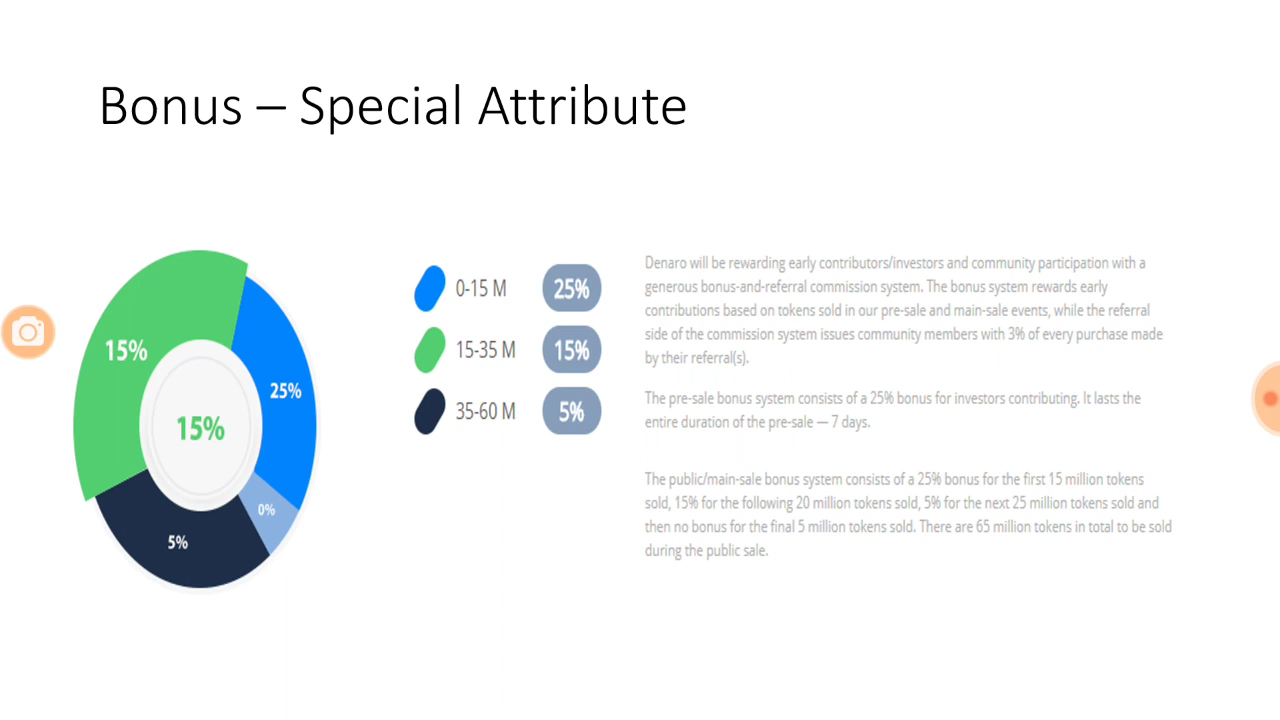 Bonus – Special Attribute
15%
25%
15%
0%
5%
0-15 M 25%
15-35 M 15%
35-60 M 5%
Denaro will be rewarding early contributors/investors and community participation with a
generous bonus-and-referral commission system. The bonus system rewards early
contributions based on tokens sold in our pre-sale and main-sale events, while the referral
side of the commission system issues community members with 3% of every purchase made
by their referral(s).
The pre-sale bonus system consists of a 25% bonus for investors contributing. It lasts the
entire duration of the pre-sale — 7 days.
The public/main-sale bonus system consists of a 25% bonus for the first 15 million tokens
sold, 15% for the following 20 million tokens sold, 5% for the next 25 million tokens sold and
then no bonus for the final 5 million tokens sold. There are 65 million tokens in total to be sold
during the public sale.